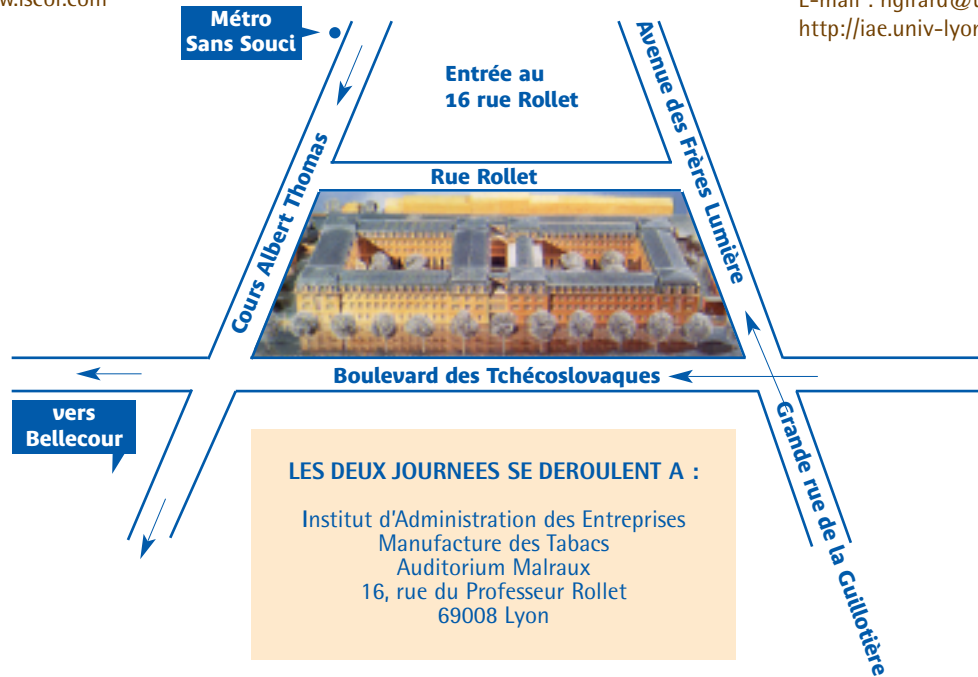 w.iscor.com
E-mail : ngirard@u
http://iae.univ-lyon
Métro
Sans Souci
Entrée au
16 rue Rollet
Avenue des Frères Lumière
Cours Albert Thomas
Rue Rollet
Boulevard des Tchécoslovaques
vers
Bellecour
Grande rue de la Guillotière
LES DEUX JOURNEES SE DEROULENT A :
Institut d'Administration des Entreprises
Manufacture des Tabacs
Auditorium Malraux
16, rue du Professeur Rollet
69008 Lyon